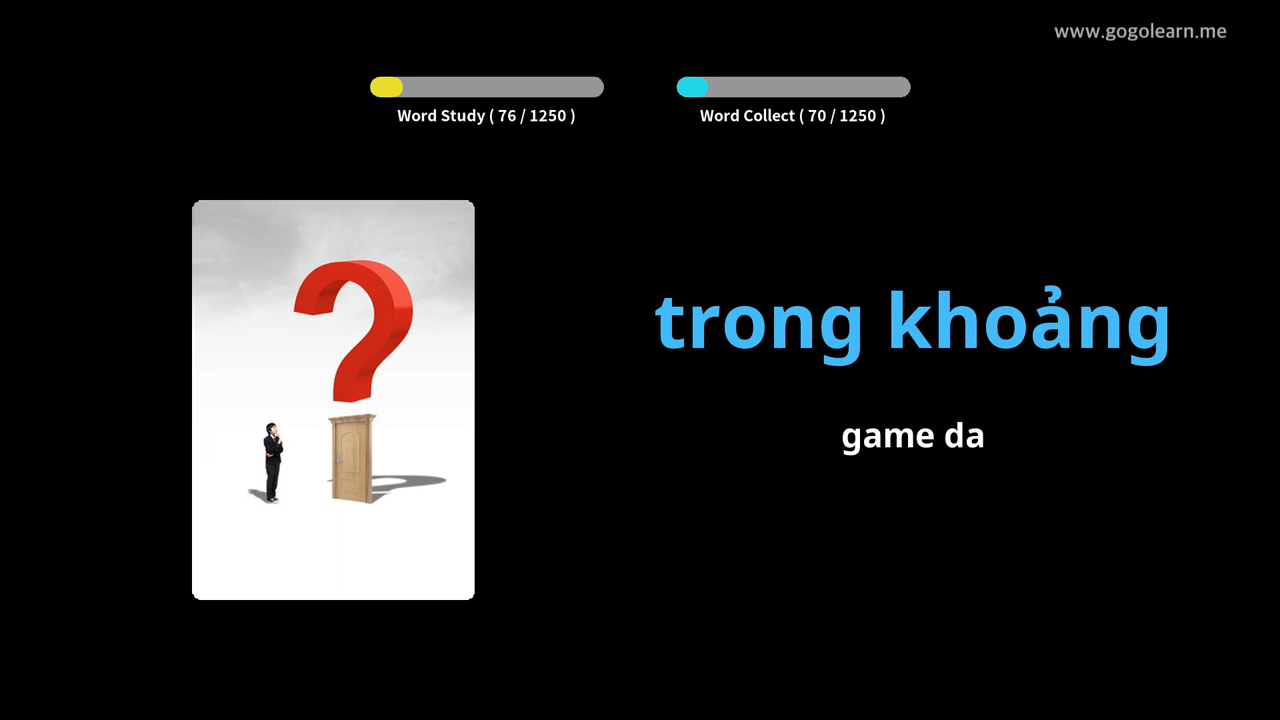 www.gogolearn.me
Word Study ( 76 / 1250 )
Word Collect ( 70 / 1250 )
trong khoảng
game da